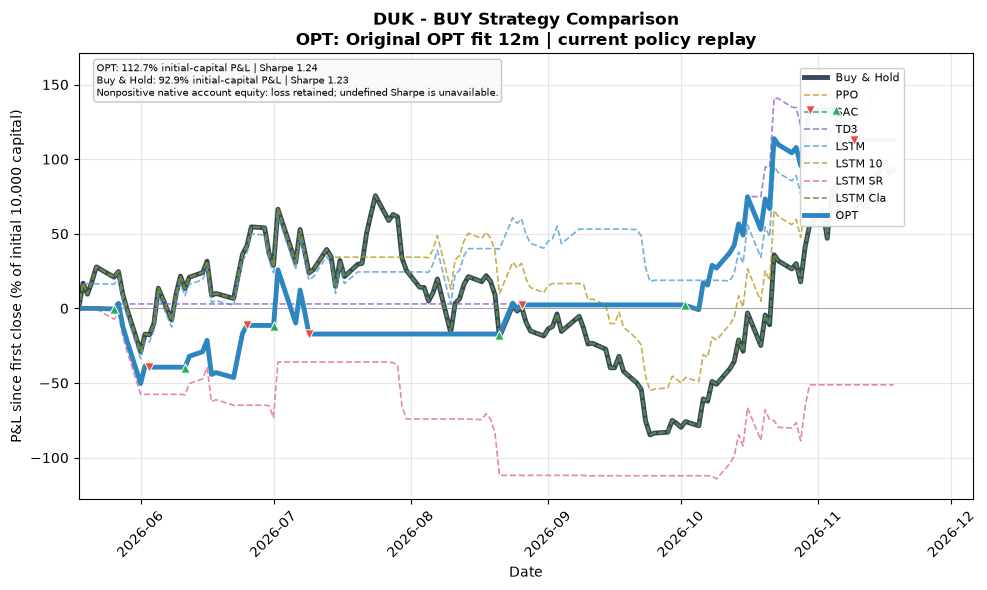 DUK - BUY Strategy Comparison
OPT: Original OPT fit 12m | current policy replay
OPT: 112.7% initial-capital P&L | Sharpe 1.24
Buy & Hold: 92.9% initial-capital P&L | Sharpe 1.23
Nonpositive native account equity: loss retained; undefined Sharpe is unavailable.
Buy & Hold
PPO
SAC
TD3
LSTM
LSTM 10
LSTM SR
LSTM Cla
OPT
P&L since first close (% of initial 10,000 capital)
150
100
50
0
−50
−100
2026-06
2026-07
2026-08
2026-09
2026-10
2026-11
2026-12
Date